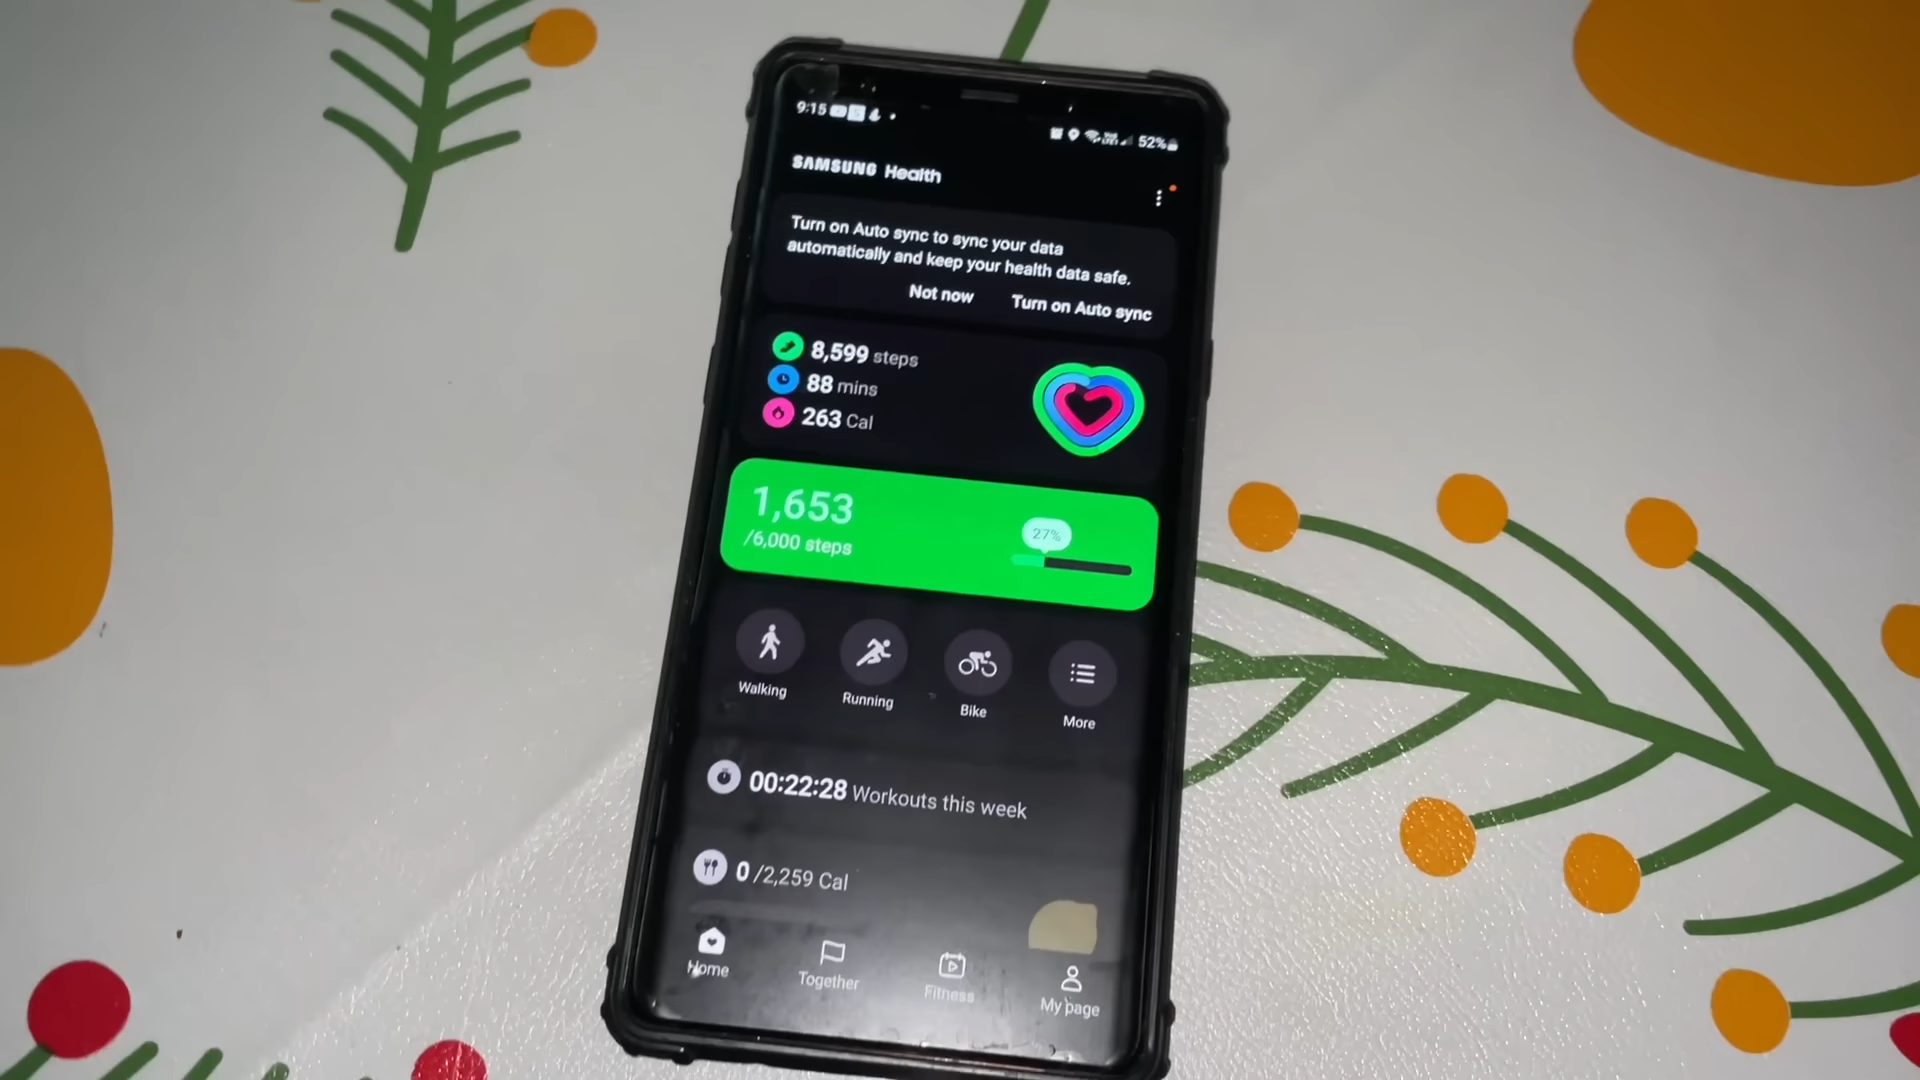 9:15
52%
SAMSUNG Health
Turn on Auto sync to sync your data
automatically and keep your health data safe.
Not now Turn on Auto sync
8,599 steps
88 mins
263 Cal
1,653
/6,000 steps
27%
Walking Running Bike More
00:22:28 Workouts this week
0 /2,259 Cal
Home Together Fitness My page